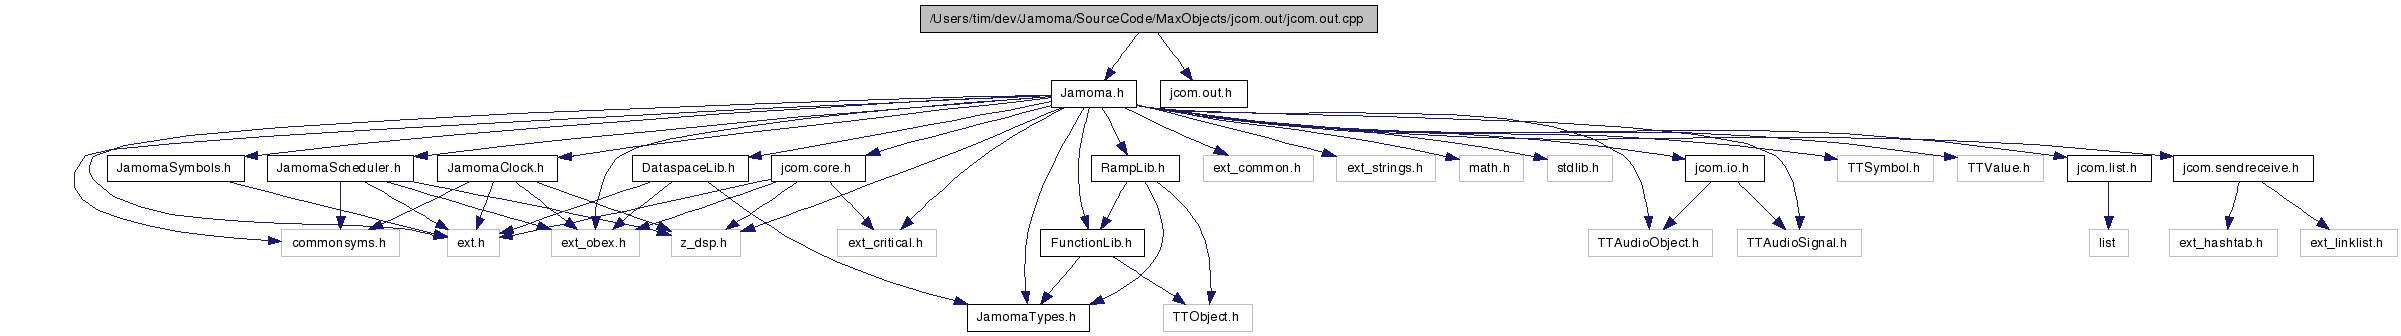 /Users/tim/dev/Jamoma/SourceCode/MaxObjects/jcom.out/jcom.out.cpp
Jamoma.h
jcom.out.h
JamomaSymbols.h
JamomaScheduler.h
JamomaClock.h
DataspaceLib.h
jcom.core.h
RampLib.h
ext_common.h
ext_strings.h
math.h
stdlib.h
jcom.io.h
TTSymbol.h
TTValue.h
jcom.list.h
jcom.sendreceive.h
commonsyms.h
ext.h
ext_obex.h
z_dsp.h
ext_critical.h
FunctionLib.h
TTAudioObject.h
TTAudioSignal.h
list
ext_hashtab.h
ext_linklist.h
JamomaTypes.h
TTObject.h